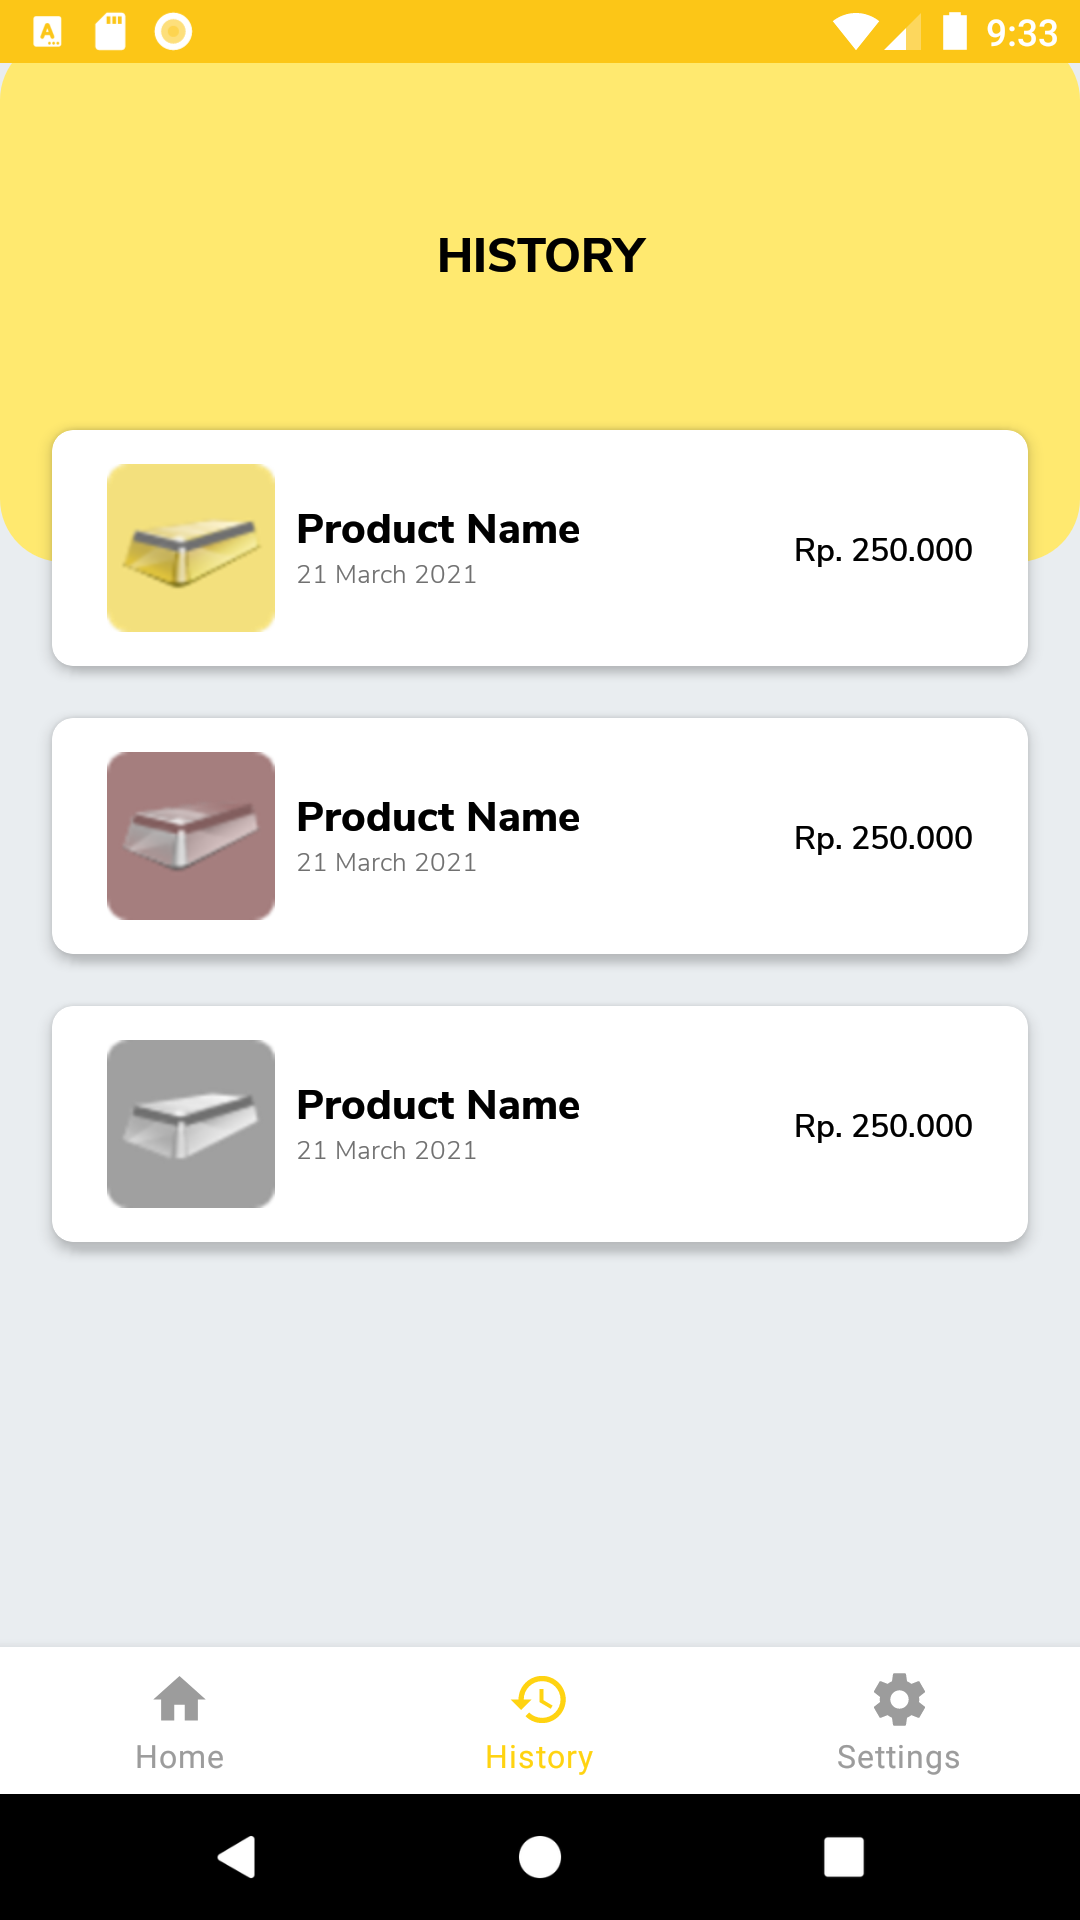 9:33
HISTORY
Product Name
21 March 2021
Rp. 250.000
Product Name
21 March 2021
Rp. 250.000
Product Name
21 March 2021
Rp. 250.000
Home
History
Settings